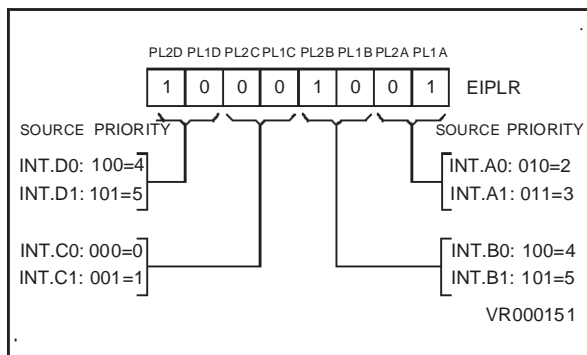 PL2D PL1D PL2C PL1C PL2B PL1B PL2A PL1A
1 0 0 0 1 0 0 1 EIPLR
SOURCE PRIORITY SOURCE PRIORITY
INT.D0: 100=4 INT.A0: 010=2
INT.D1: 101=5 INT.A1: 011=3
INT.C0: 000=0 INT.B0: 100=4
INT.C1: 001=1 INT.B1: 101=5
VR000151